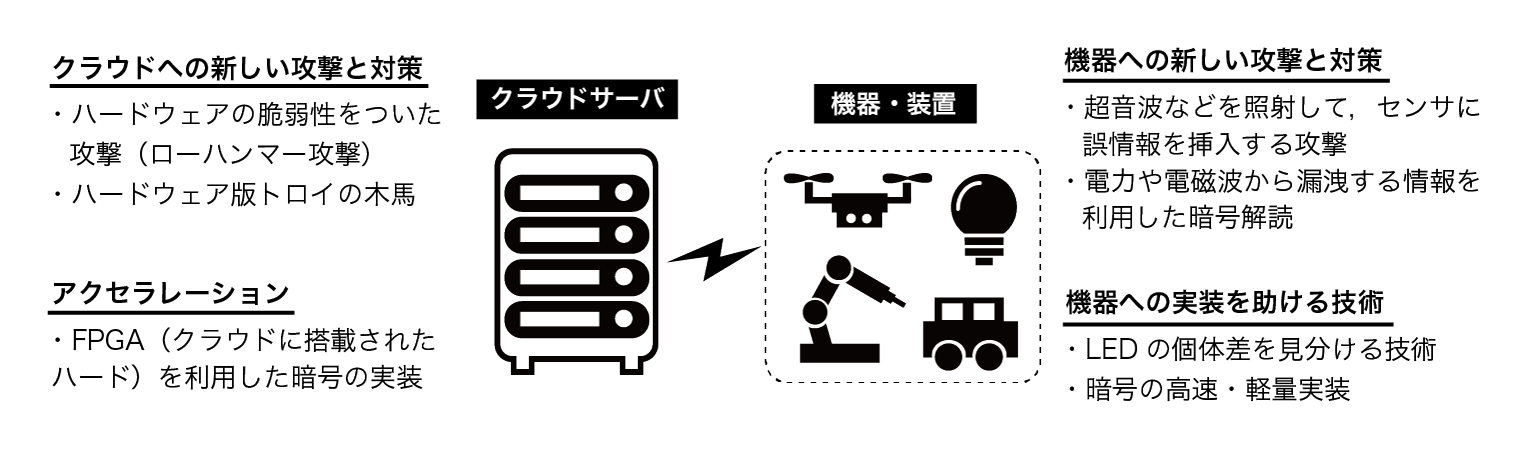 クラウドへの新しい攻撃と対策
・ハードウェアの脆弱性をついた
攻撃（ローハンマー攻撃）
・ハードウェア版トロイの木馬
アクセラレーション
・FPGA（クラウドに搭載された
ハード）を利用した暗号の実装
クラウドサーバ
機器・装置
機器への新しい攻撃と対策
・超音波などを照射して，センサに
誤情報を挿入する攻撃
・電力や電磁波から漏洩する情報を
利用した暗号解読
機器への実装を助ける技術
・LED の個体差を見分ける技術
・暗号の高速・軽量実装